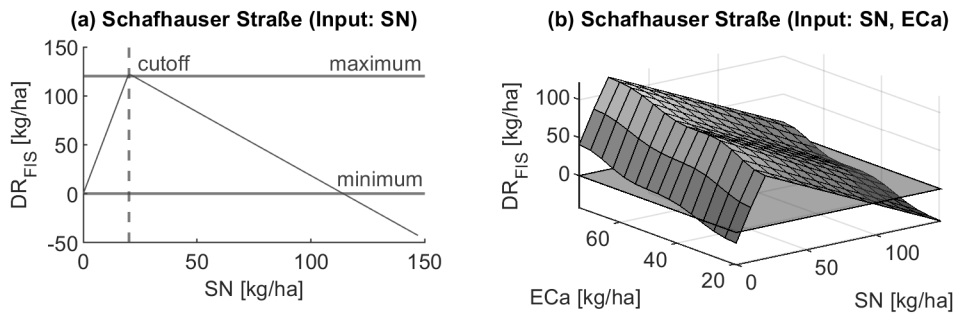 (a) Schafhauser Straße (Input: SN)
150
cutoff
maximum
100
50
minimum
0
-50
0
50
100
150
DR_FIS [kg/ha]
SN [kg/ha]
(b) Schafhauser Straße (Input: SN, ECa)
100
50
0
DR_FIS [kg/ha]
60
40
20
0
50
100
ECa [kg/ha]
SN [kg/ha]